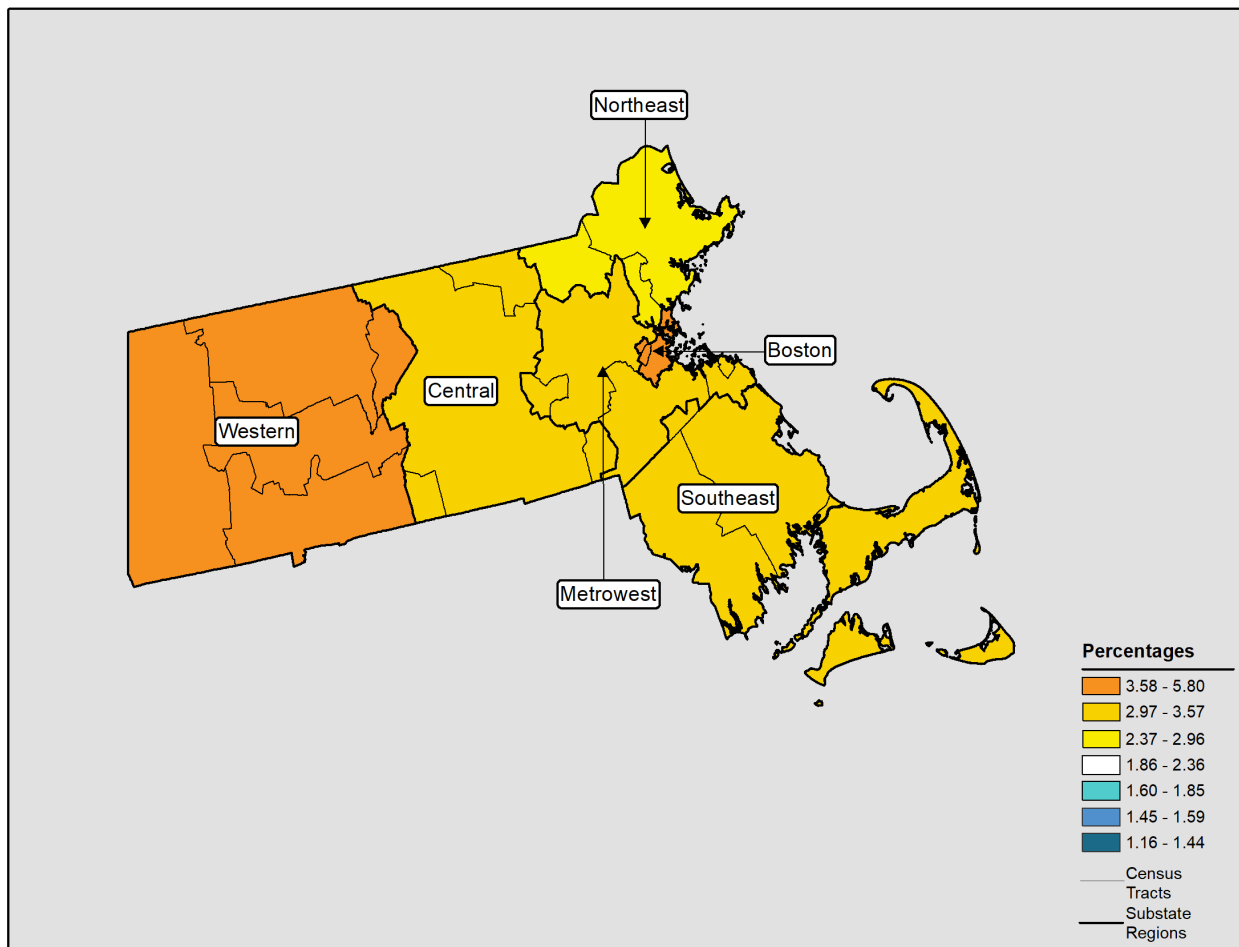 Northeast
Boston
Central
Western
Southeast
Metrowest
Percentages
3.58 - 5.80
2.97 - 3.57
2.37 - 2.96
1.86 - 2.36
1.60 - 1.85
1.45 - 1.59
1.16 - 1.44
Census
Tracts
Substate
Regions